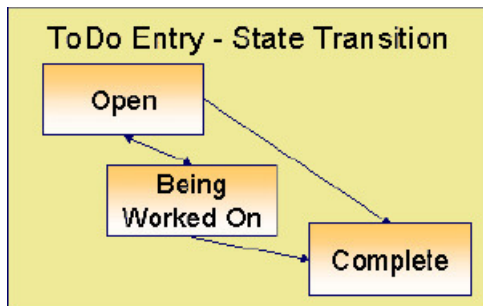 ToDo Entry - State Transition
Open
Being
Worked On
Complete